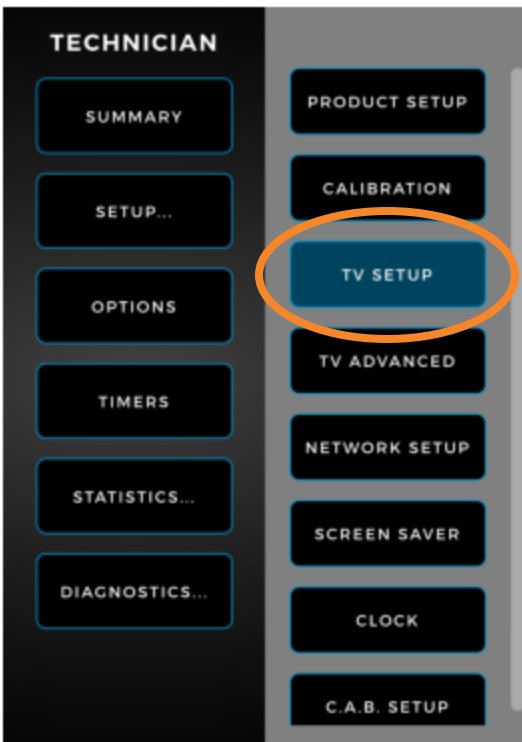 TECHNICIAN
SUMMARY
SETUP...
OPTIONS
TIMERS
STATISTICS...
DIAGNOSTICS...
PRODUCT SETUP
CALIBRATION
TV SETUP
TV ADVANCED
NETWORK SETUP
SCREEN SAVER
CLOCK
C.A.B. SETUP